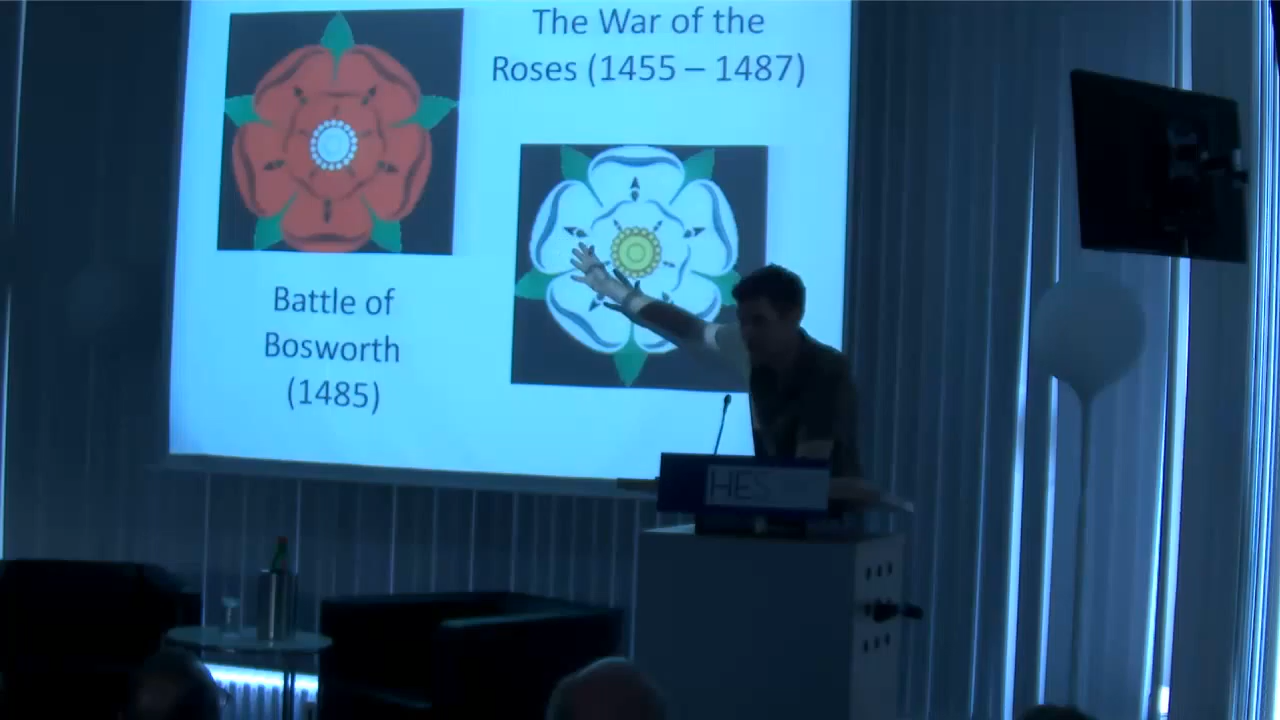 The War of the
Roses (1455 – 1487)
Battle of
Bosworth
(1485)
HES